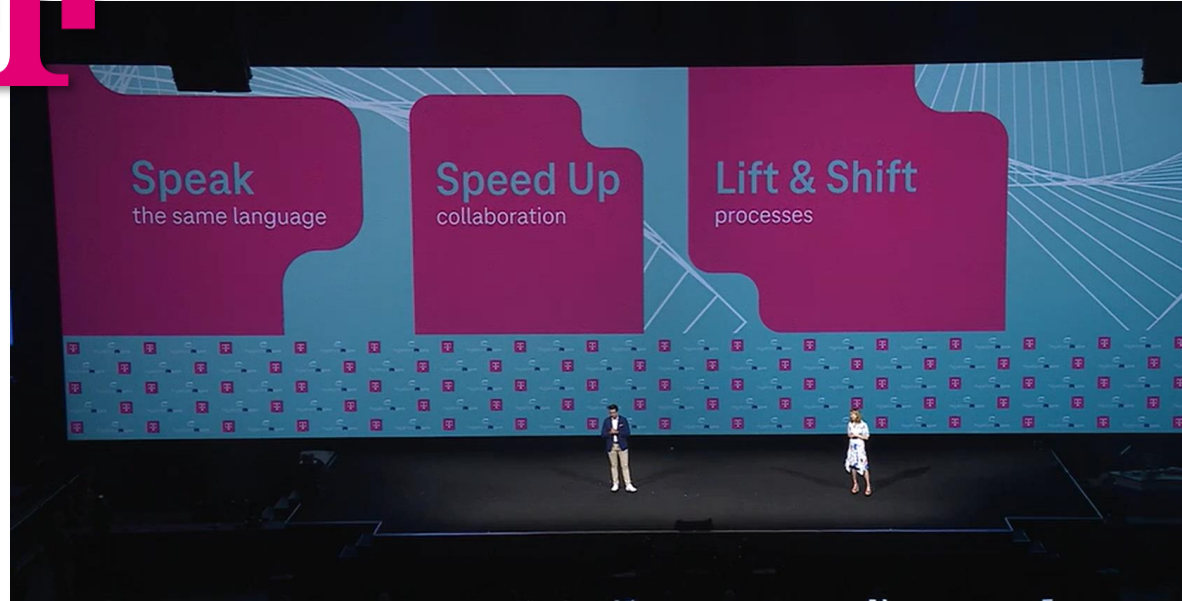 Speak
the same language
Speed Up
collaboration
Lift & Shift
processes